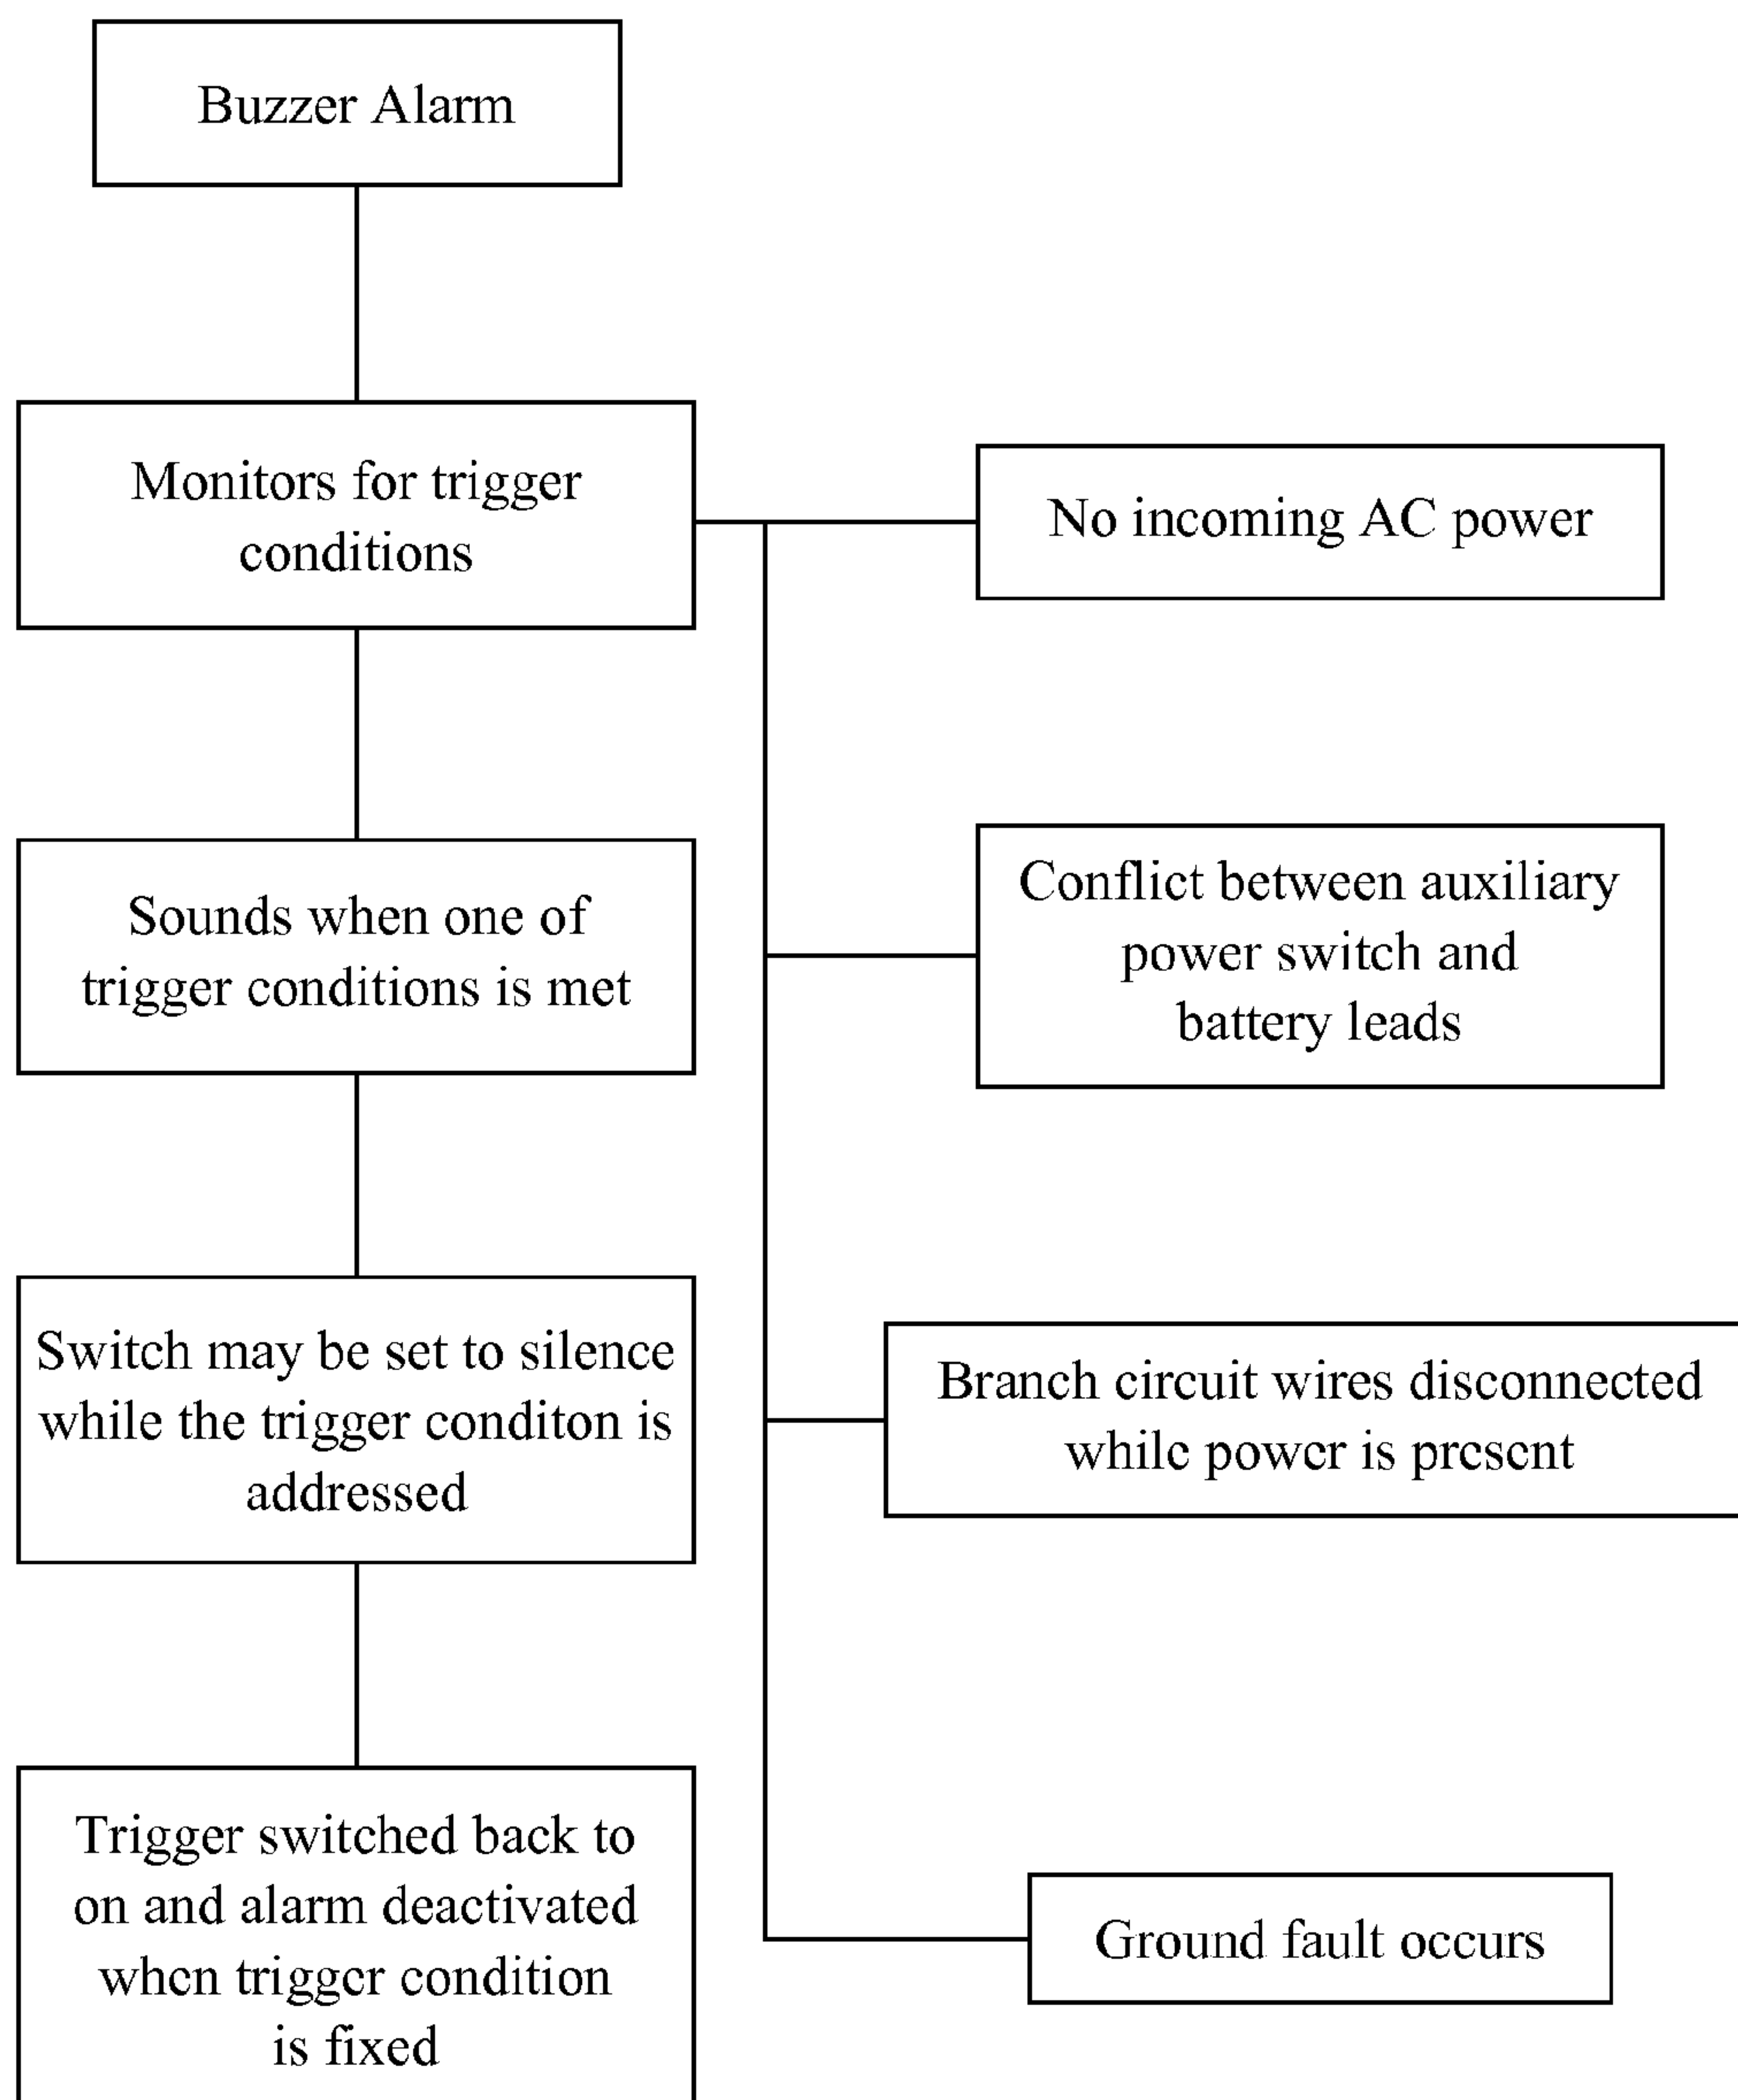 Buzzer Alarm
Monitors for trigger
conditions
No incoming AC power
Sounds when one of
trigger conditions is met
Conflict between auxiliary
power switch and
battery leads
Switch may be set to silence
while the trigger conditon is
addressed
Branch circuit wires disconnected
while power is present
Trigger switched back to
on and alarm deactivated
when trigger condition
is fixed
Ground fault occurs